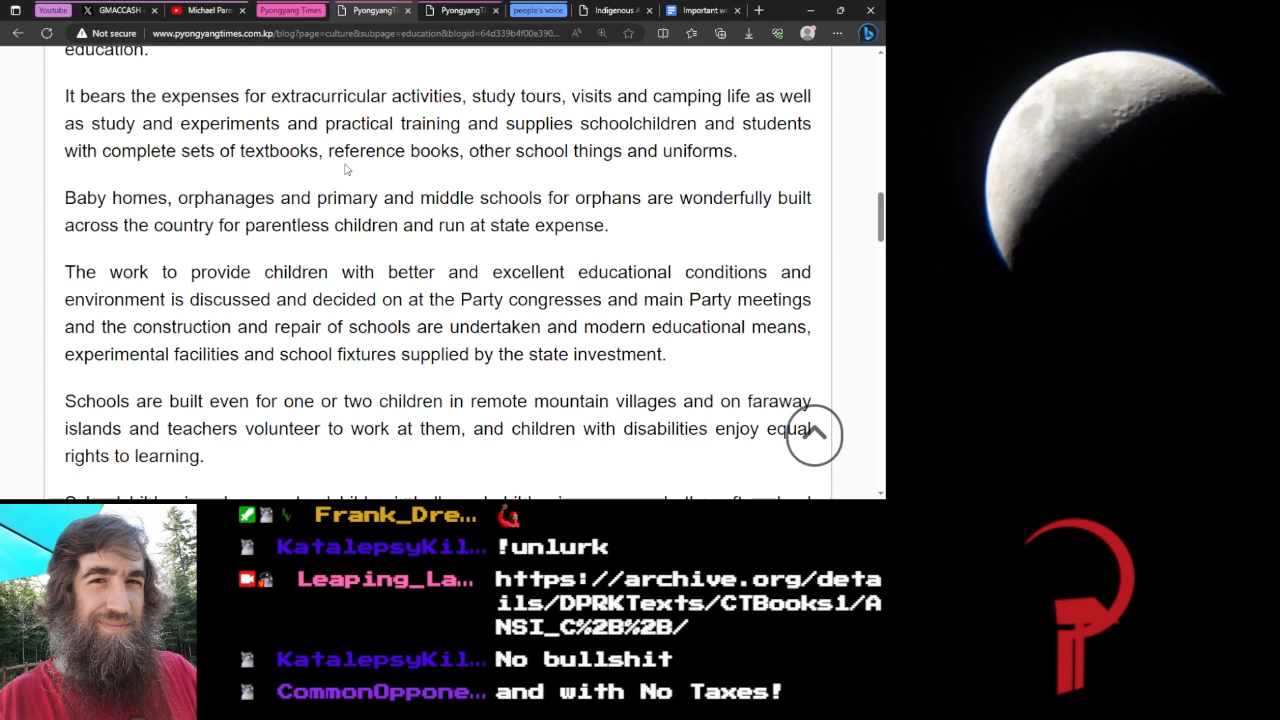 Youtube
GMACCASH
Michael Pare
Pyongyang Times
PyongyangTi
PyongyangTi
people's voice
Indigenous A
Important w
Not secure
www.pyongyangtimes.com.kp/blog?page=culture&subpage=education&blogid=64d339b4f00e390...
education.
It bears the expenses for extracurricular activities, study tours, visits and camping life as well
as study and experiments and practical training and supplies schoolchildren and students
with complete sets of textbooks, reference books, other school things and uniforms.
Baby homes, orphanages and primary and middle schools for orphans are wonderfully built
across the country for parentless children and run at state expense.
The work to provide children with better and excellent educational conditions and
environment is discussed and decided on at the Party congresses and main Party meetings
and the construction and repair of schools are undertaken and modern educational means,
experimental facilities and school fixtures supplied by the state investment.
Schools are built even for one or two children in remote mountain villages and on faraway
islands and teachers volunteer to work at them, and children with disabilities enjoy equal
rights to learning.
Frank_Dre...
KatalepsyKil... !unlurk
Leaping_La... https://archive.org/deta
ils/DPRKTexts/CTBooks1/A
NSI_C%2B%2B/
KatalepsyKil... No bullshit
CommonOppone... and with No Taxes!